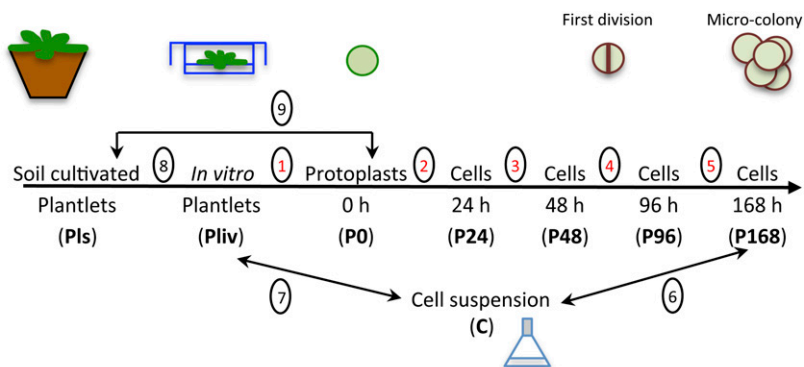 First division Micro-colony
9
Soil cultivated 8 In vitro 1 Protoplasts 2 Cells 3 Cells 4 Cells 5 Cells
Plantlets Plantlets 0 h 24 h 48 h 96 h 168 h
(Pls) (Pliv) (P0) (P24) (P48) (P96) (P168)
7 Cell suspension 6
(C)